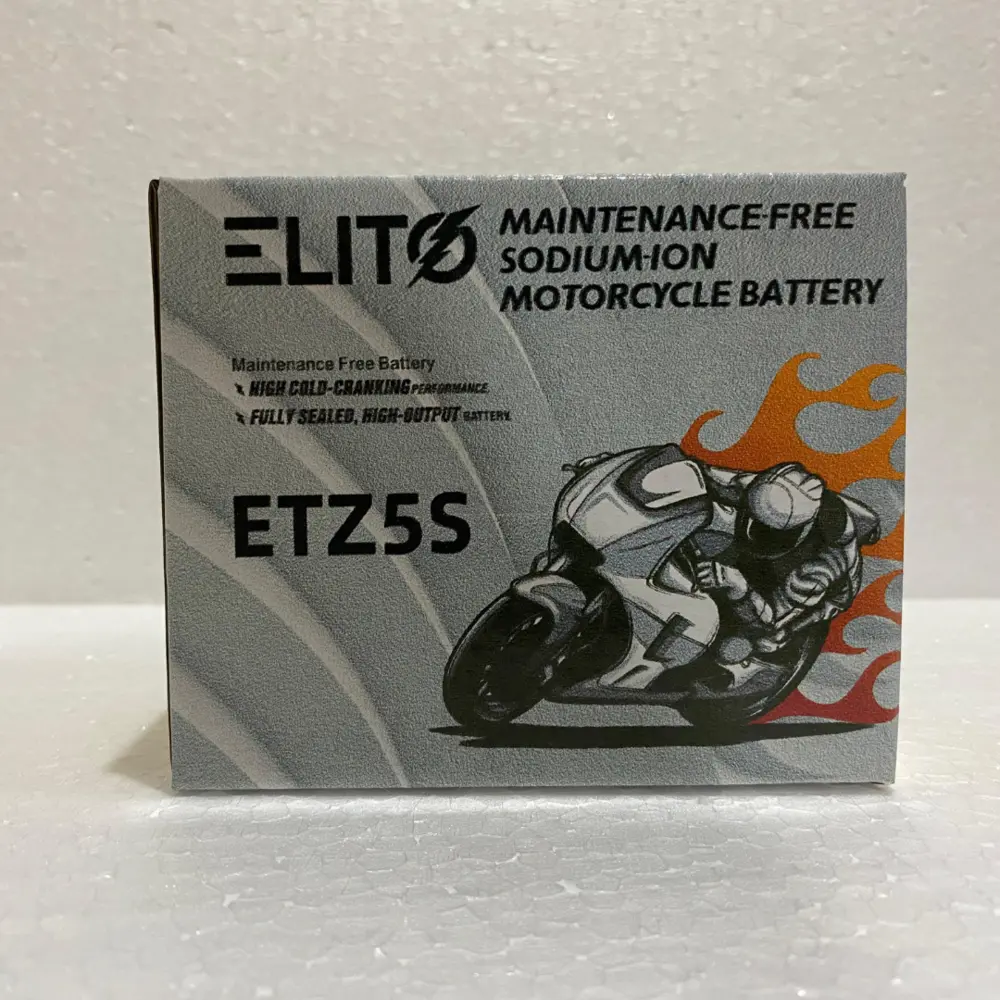 ELITO
MAINTENANCE-FREE
SODIUM-ION
MOTORCYCLE BATTERY
Maintenance Free Battery
HIGH COLD-CRANKING PERFORMANCE
FULLY SEALED, HIGH-OUTPUT BATTERY
ETZ5S